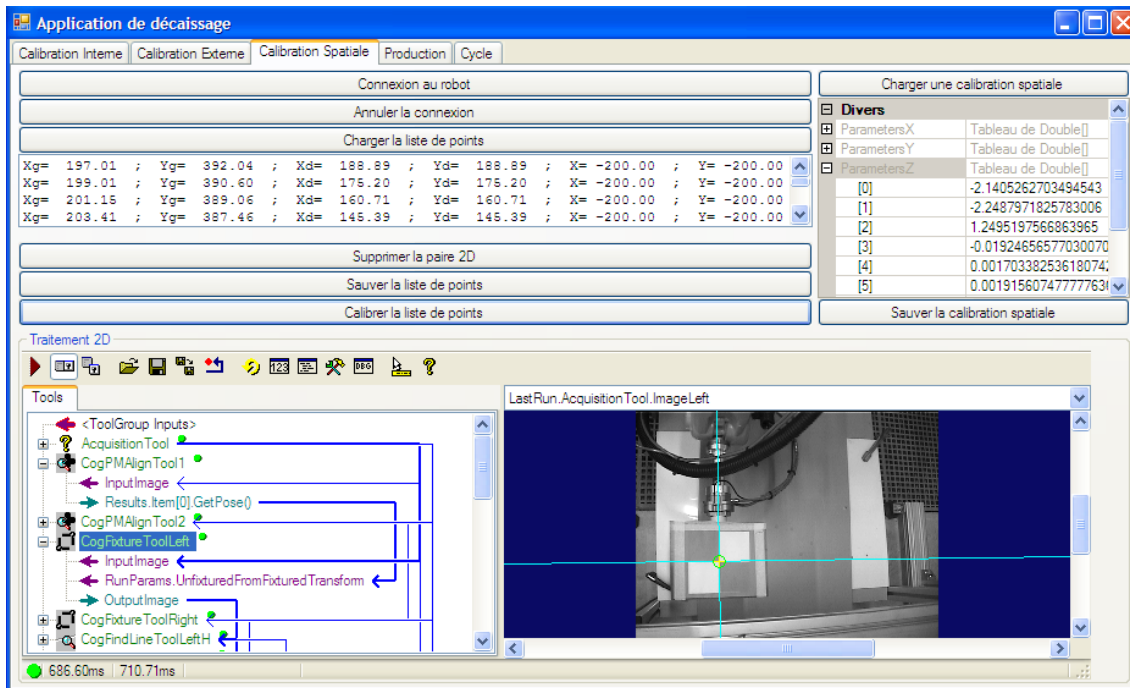 Application de décaissage
Calibration Interne Calibration Externe Calibration Spatiale Production Cycle
Connexion au robot
Annuler la connexion
Charger la liste de points
Xg= 197.01 ; Yg= 392.04 ; Xd= 188.89 ; Yd= 188.89 ; X= -200.00 ; Y= -200.00
Xg= 199.01 ; Yg= 390.60 ; Xd= 175.20 ; Yd= 175.20 ; X= -200.00 ; Y= -200.00
Xg= 201.15 ; Yg= 389.06 ; Xd= 160.71 ; Yd= 160.71 ; X= -200.00 ; Y= -200.00
Xg= 203.41 ; Yg= 387.46 ; Xd= 145.39 ; Yd= 145.39 ; X= -200.00 ; Y= -200.00
Supprimer la paire 2D
Sauver la liste de points
Calibrer la liste de points
Charger une calibration spatiale
Divers
ParametersX Tableau de Double[]
ParametersY Tableau de Double[]
ParametersZ Tableau de Double[]
[0] -2.1405262703494543
[1] -2.2487971825783006
[2] 1.2495197566863965
[3] -0.01924656577030070
[4] 0.001703382536180742
[5] 0.001915607477777630
Sauver la calibration spatiale
Traitement 2D
123 DBG
Tools
<ToolGroup Inputs>
AcquisitionTool
CogPMAlignTool1
InputImage
Results.Item[0].GetPose()
CogPMAlignTool2
CogFixtureToolLeft
InputImage
RunParams.UnfixturedFromFixturedTransform
OutputImage
CogFixtureToolRight
CogFindLineToolLeftH
LastRun.AcquisitionTool.ImageLeft
686.60ms 710.71ms